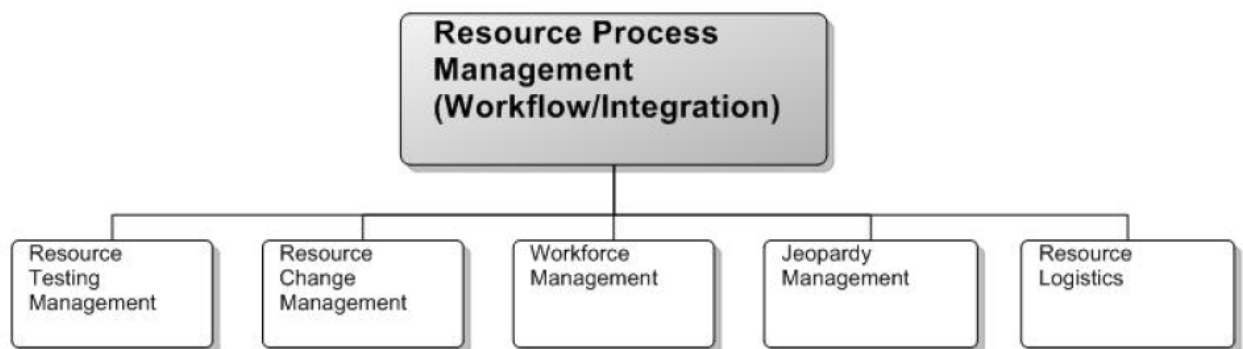 Resource Process
Management
(Workflow/Integration)
Resource
Testing
Management
Resource
Change
Management
Workforce
Management
Jeopardy
Management
Resource
Logistics